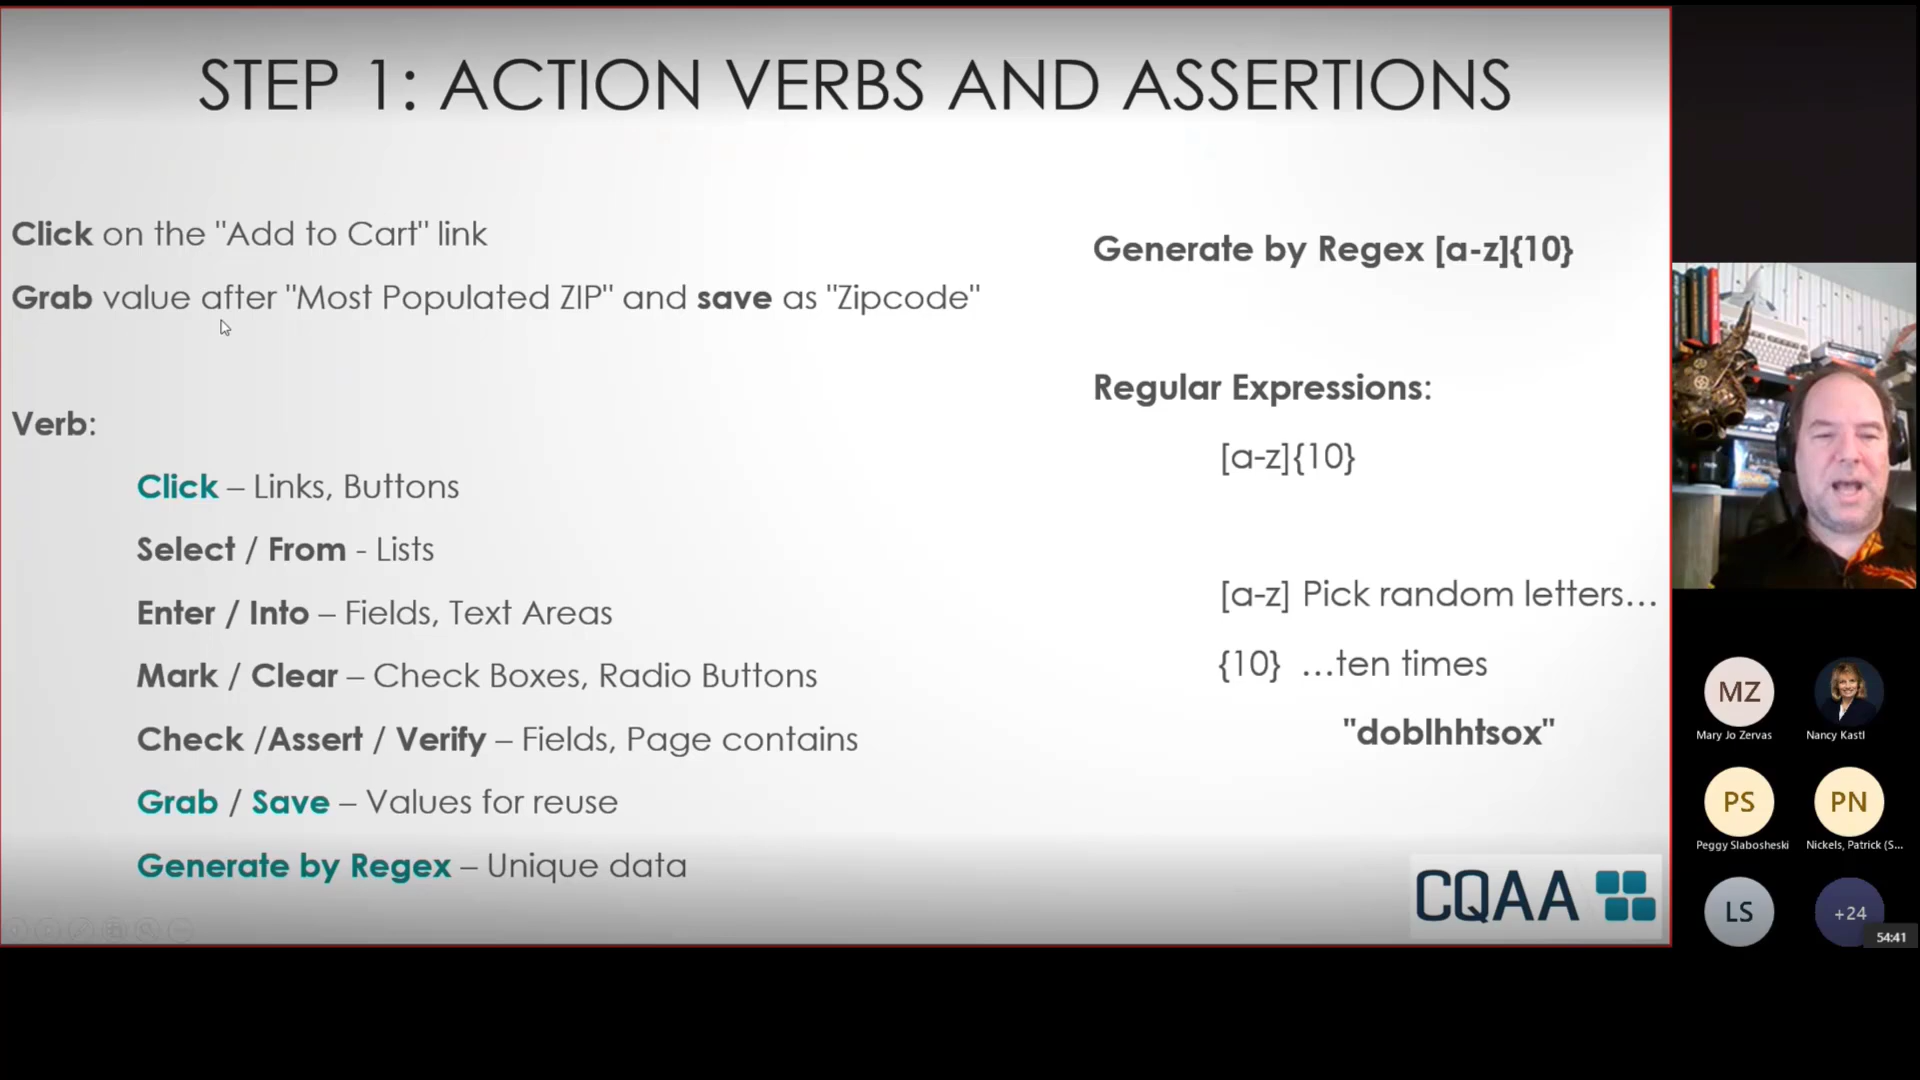 STEP 1: ACTION VERBS AND ASSERTIONS
Click on the "Add to Cart" link
Grab value after "Most Populated ZIP" and save as "Zipcode"
Verb:
Click – Links, Buttons
Select / From - Lists
Enter / Into – Fields, Text Areas
Mark / Clear – Check Boxes, Radio Buttons
Check /Assert / Verify – Fields, Page contains
Grab / Save – Values for reuse
Generate by Regex – Unique data
Generate by Regex [a-z]{10}
Regular Expressions:
[a-z]{10}
[a-z] Pick random letters…
{10} …ten times
"doblhhtsox"
CQAA
MZ
Mary Jo Zervas
Nancy Kastl
PS
Peggy Slabosheski
PN
Nickels, Patrick (S...
LS
+24
54:41